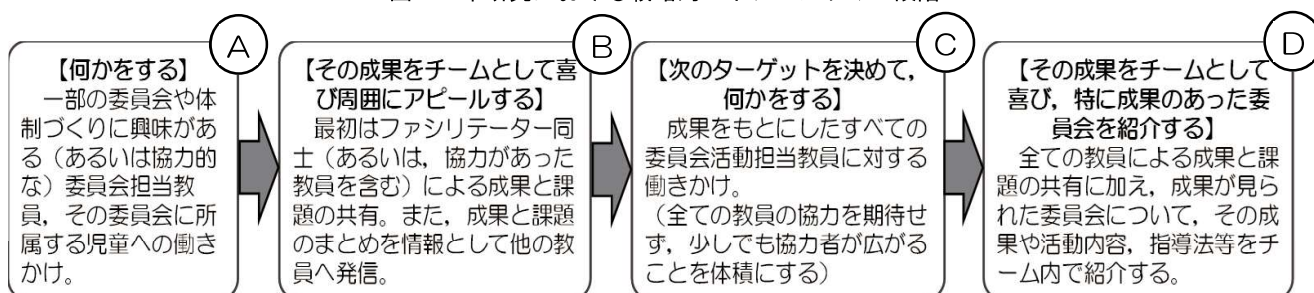 A
【何かをする】
一部の委員会や体
制づくりに興味があ
る（あるいは協力的
な）委員会担当教
員，その委員会に所
属する児童への働き
かけ。
B
【その成果をチームとして喜
び周囲にアピールする】
最初はファシリテーター同
士（あるいは，協力があった
教員を含む）による成果と課
題の共有。また，成果と課題
のまとめを情報として他の教
員へ発信。
C
【次のターゲットを決めて，
何かをする】
成果をもとにしたすべての
委員会活動担当教員に対する
働きかけ。
（全ての教員の協力を期待せ
ず，少しでも協力者が広がる
ことを体積にする）
D
【その成果をチームとして
喜び，特に成果のあった委
員会を紹介する】
全ての教員による成果と課
題の共有に加え，成果が見ら
れた委員会について，その成
果や活動内容，指導法等をチ
ーム内で紹介する。